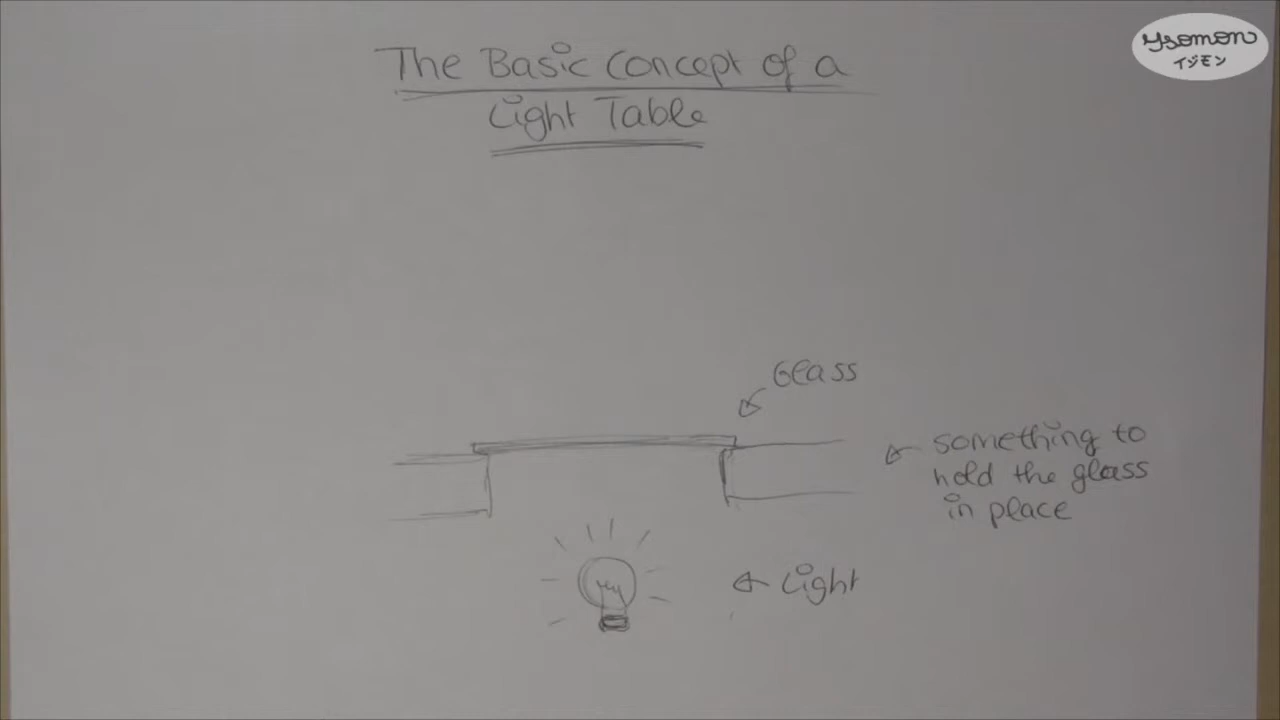 Ysomon
イジモン
The Basic Concept of a
Light Table
Glass
something to
hold the glass
in place
Light